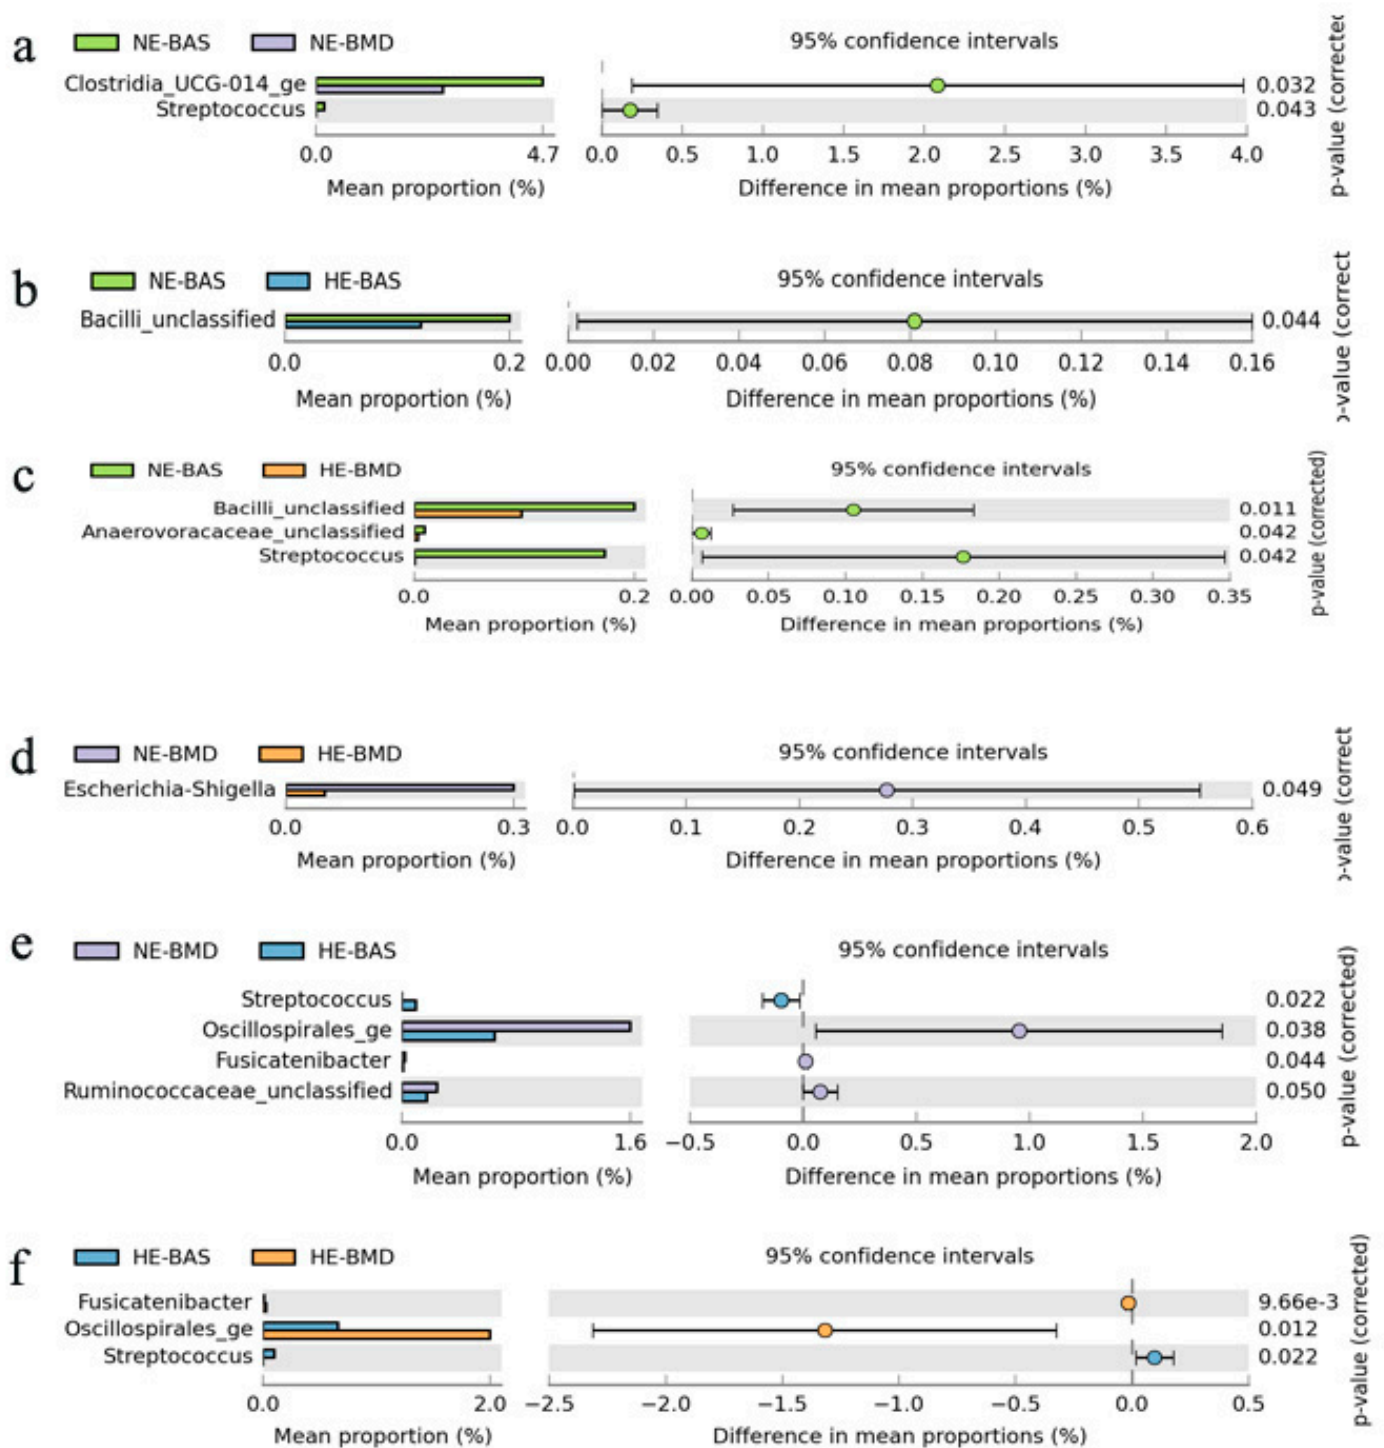 a NE-BAS NE-BMD 95% confidence intervals
Clostridia_UCG-014_ge 0.032
Streptococcus 0.043
0.0 4.7 0.0 0.5 1.0 1.5 2.0 2.5 3.0 3.5 4.0
Mean proportion (%) Difference in mean proportions (%)
p-value (corrected
b NE-BAS HE-BAS 95% confidence intervals
Bacilli_unclassified 0.044
0.0 0.2 0.00 0.02 0.04 0.06 0.08 0.10 0.12 0.14 0.16
Mean proportion (%) Difference in mean proportions (%)
-value (correct
c NE-BAS HE-BMD 95% confidence intervals
Bacilli_unclassified 0.011
Anaerovoracaceae_unclassified 0.042
Streptococcus 0.042
0.0 0.2 0.00 0.05 0.10 0.15 0.20 0.25 0.30 0.35
Mean proportion (%) Difference in mean proportions (%)
p-value (corrected)
d NE-BMD HE-BMD 95% confidence intervals
Escherichia-Shigella 0.049
0.0 0.3 0.0 0.1 0.2 0.3 0.4 0.5 0.6
Mean proportion (%) Difference in mean proportions (%)
-value (correct
e NE-BMD HE-BAS 95% confidence intervals
Streptococcus 0.022
Oscillospirales_ge 0.038
Fusicatenibacter 0.044
Ruminococcaceae_unclassified 0.050
0.0 1.6 −0.5 0.0 0.5 1.0 1.5 2.0
Mean proportion (%) Difference in mean proportions (%)
p-value (corrected)
f HE-BAS HE-BMD 95% confidence intervals
Fusicatenibacter 9.66e-3
Oscillospirales_ge 0.012
Streptococcus 0.022
0.0 2.0 −2.5 −2.0 −1.5 −1.0 −0.5 0.0 0.5
Mean proportion (%) Difference in mean proportions (%)
p-value (corrected)